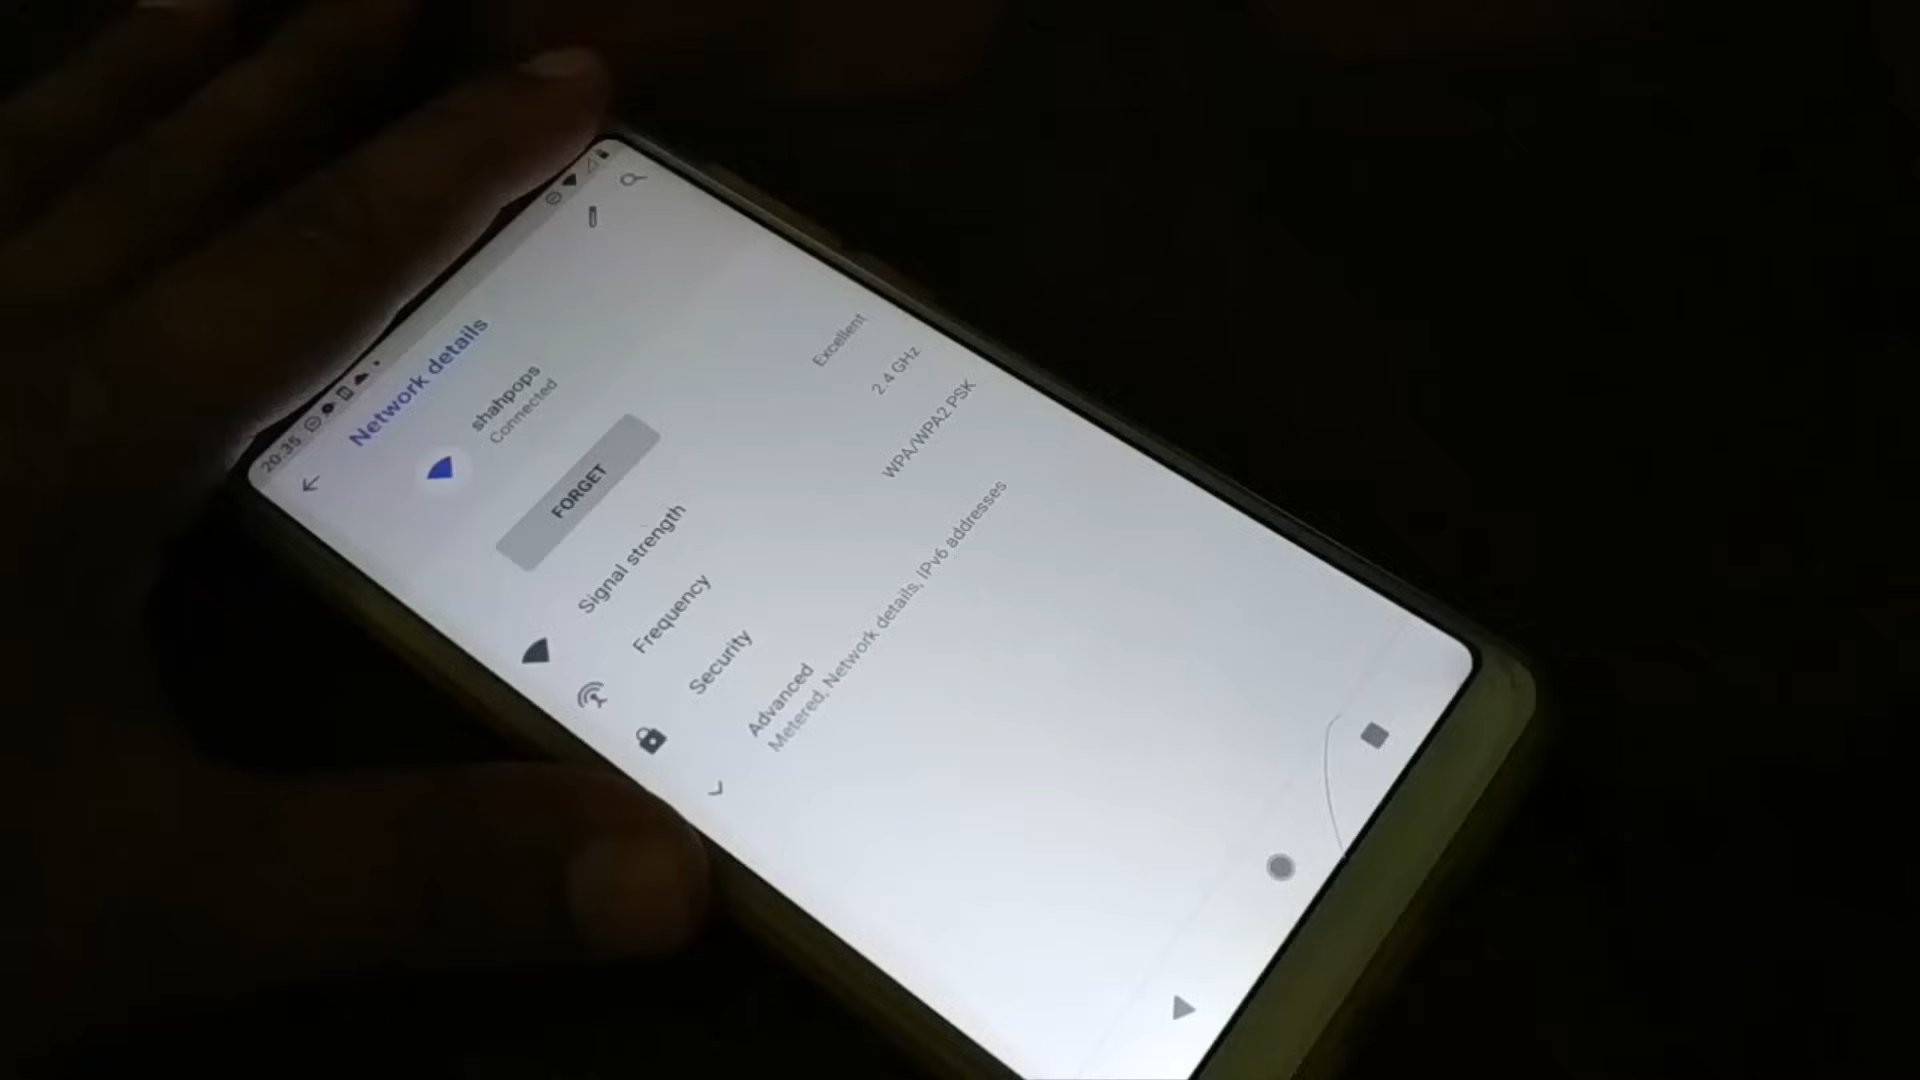 20:35
Network details
shahpops
Connected
FORGET
Signal strength
Excellent
Frequency
2.4 GHz
Security
WPA/WPA2 PSK
Advanced
Metered, Network details, IPv6 addresses